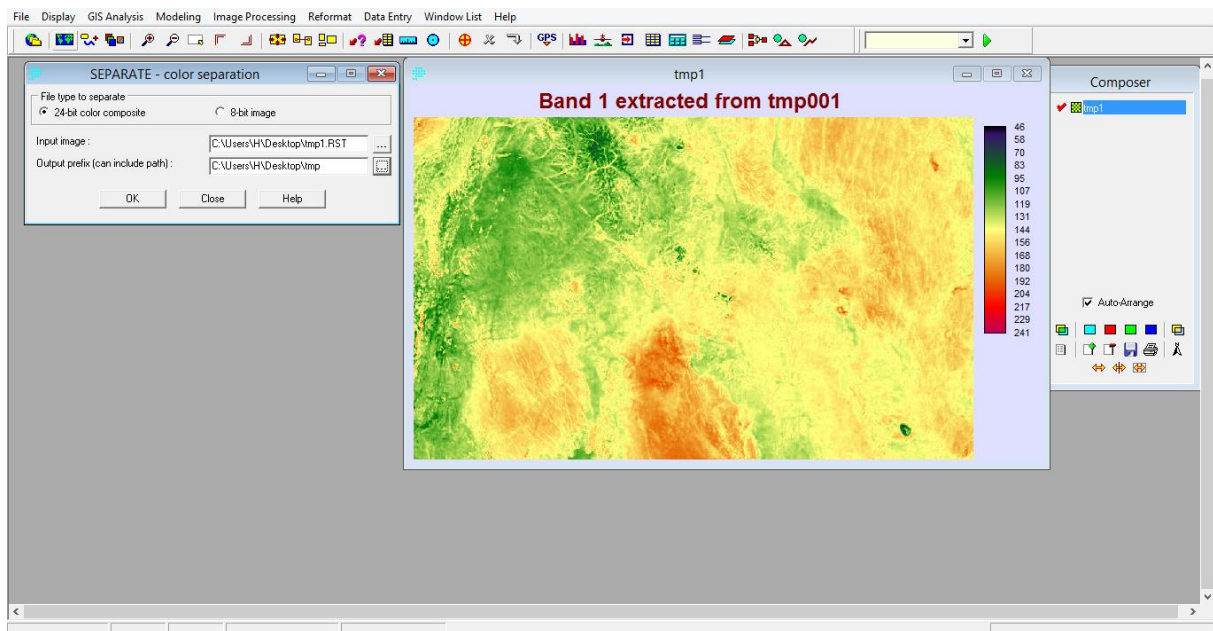 File Display GIS Analysis Modeling Image Processing Reformat Data Entry Window List Help
GPS
SEPARATE - color separation
File type to separate
24-bit color composite 8-bit image
Input image : C:\Users\H\Desktop\tmp1.RST ...
Output prefix (can include path) : C:\Users\H\Desktop\tmp ...
OK Close Help
tmp1
Band 1 extracted from tmp001
46
58
70
83
95
107
119
131
144
156
168
180
192
204
217
229
241
Composer
tmp1
Auto-Arrange